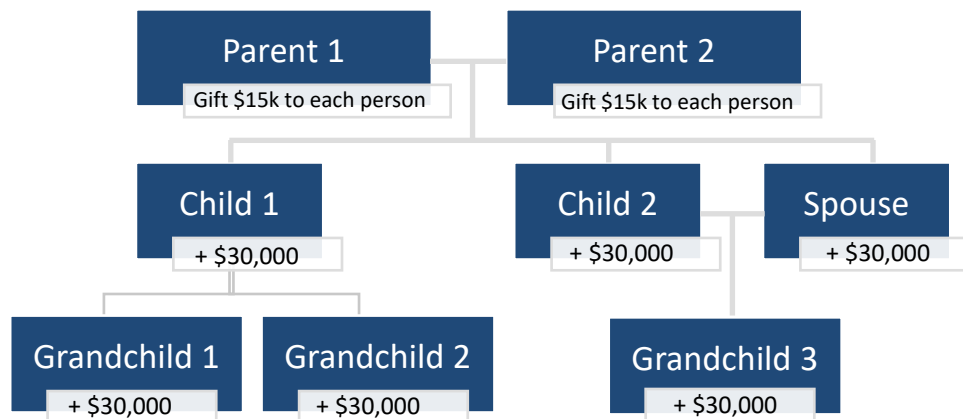 Parent 1
Parent 2
Gift $15k to each person
Gift $15k to each person
Child 1
Child 2
Spouse
+ $30,000
+ $30,000
+ $30,000
Grandchild 1
Grandchild 2
Grandchild 3
+ $30,000
+ $30,000
+ $30,000